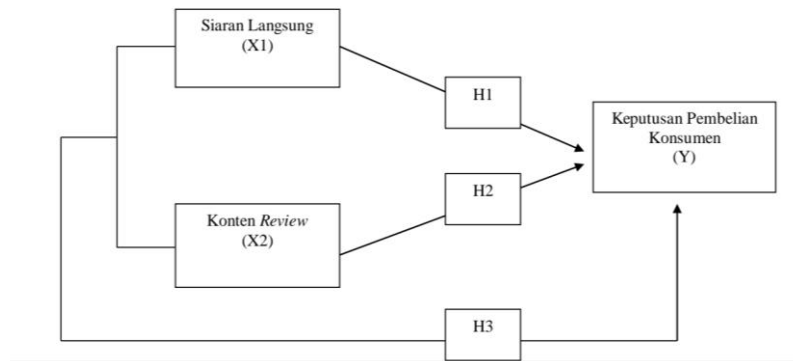 Siaran Langsung
(X1)
H1
Keputusan Pembelian
Konsumen
(Y)
H2
Konten Review
(X2)
H3